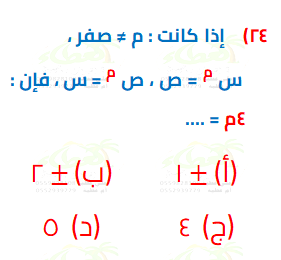 ٢٤) إذا كانت : م ≠ صفر ،
س م = ص ، ص م = س ، فإن :
٤م = ....
(أ) ± ١ (ب) ± ٢
(ج) ٤ (د) ٥